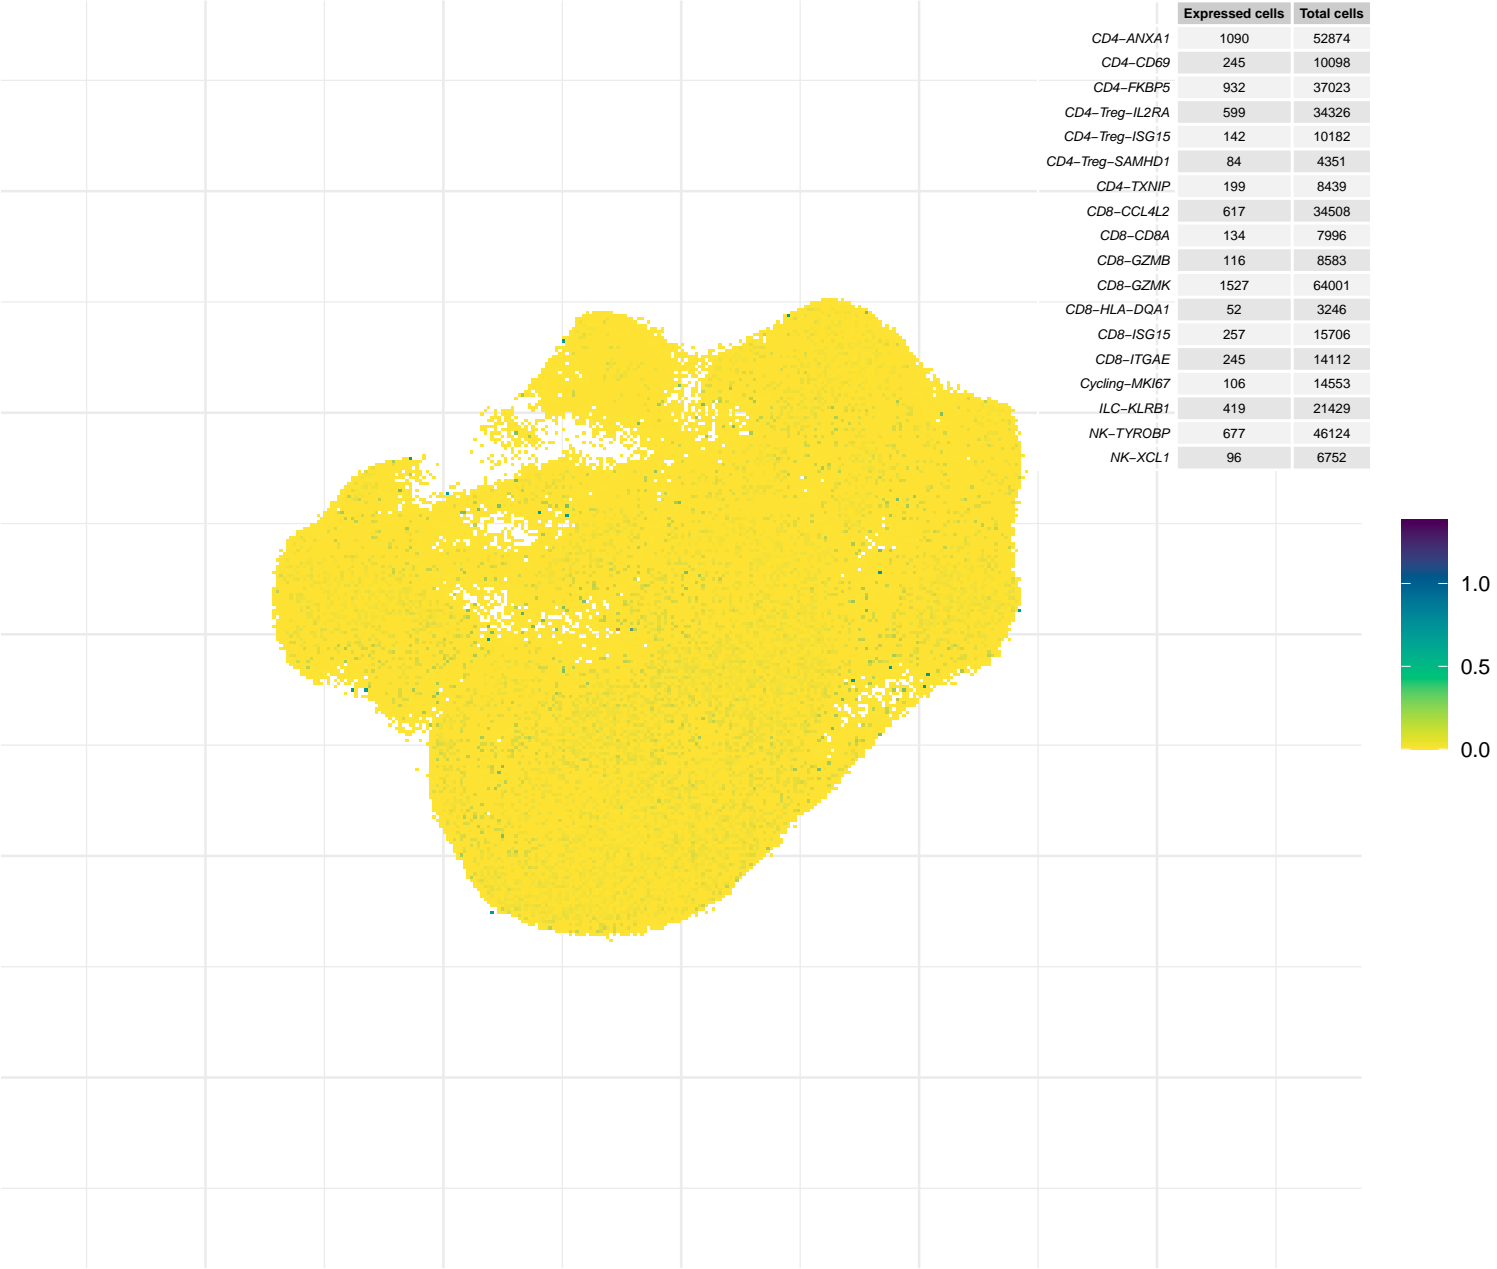 Expressed cells Total cells
CD4−ANXA1 1090 52874
CD4−CD69 245 10098
CD4−FKBP5 932 37023
CD4−Treg−IL2RA 599 34326
CD4−Treg−ISG15 142 10182
CD4−Treg−SAMHD1 84 4351
CD4−TXNIP 199 8439
CD8−CCL4L2 617 34508
CD8−CD8A 134 7996
CD8−GZMB 116 8583
CD8−GZMK 1527 64001
CD8−HLA−DQA1 52 3246
CD8−ISG15 257 15706
CD8−ITGAE 245 14112
Cycling−MKI67 106 14553
ILC−KLRB1 419 21429
NK−TYROBP 677 46124
NK−XCL1 96 6752
1.0
0.5
0.0